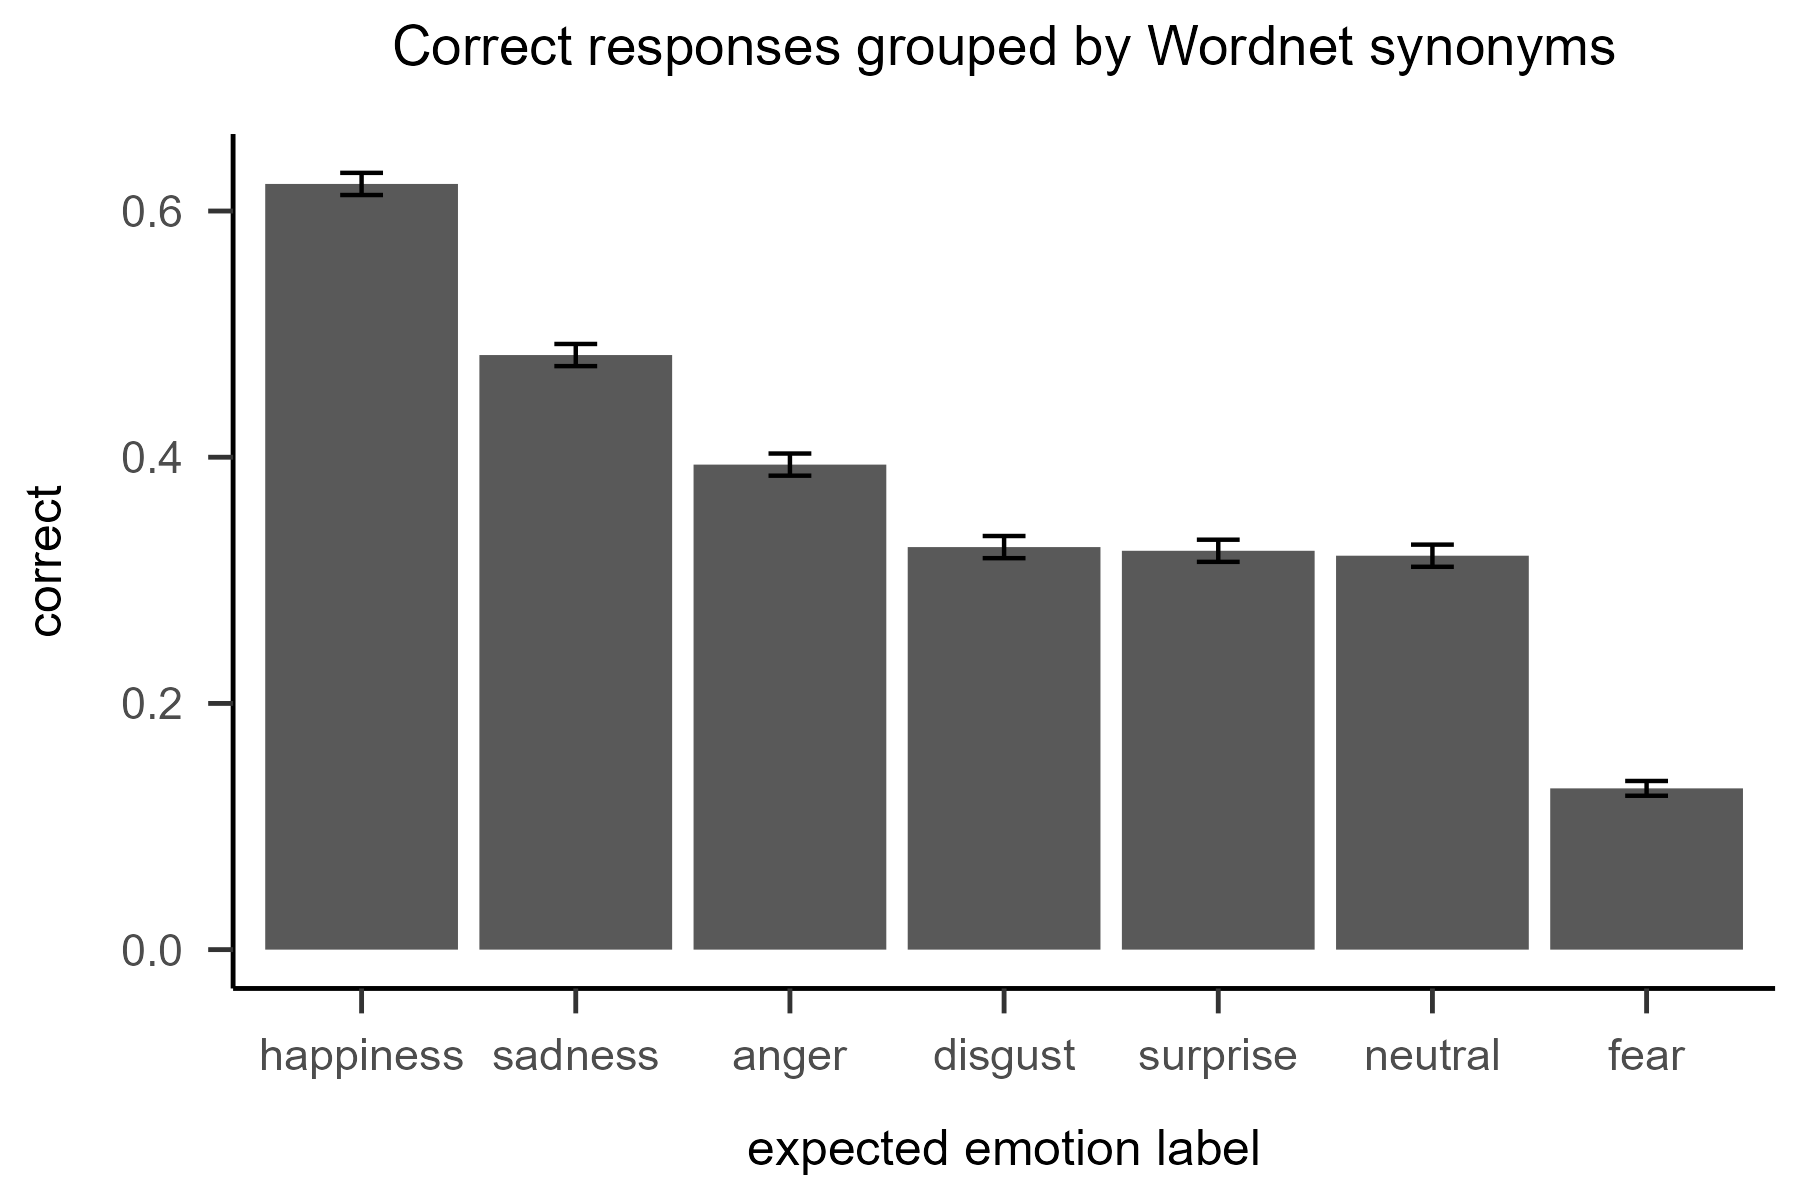 Correct responses grouped by Wordnet synonyms
0.6
0.4
0.2
0.0
correct
happiness sadness anger disgust surprise neutral fear
expected emotion label